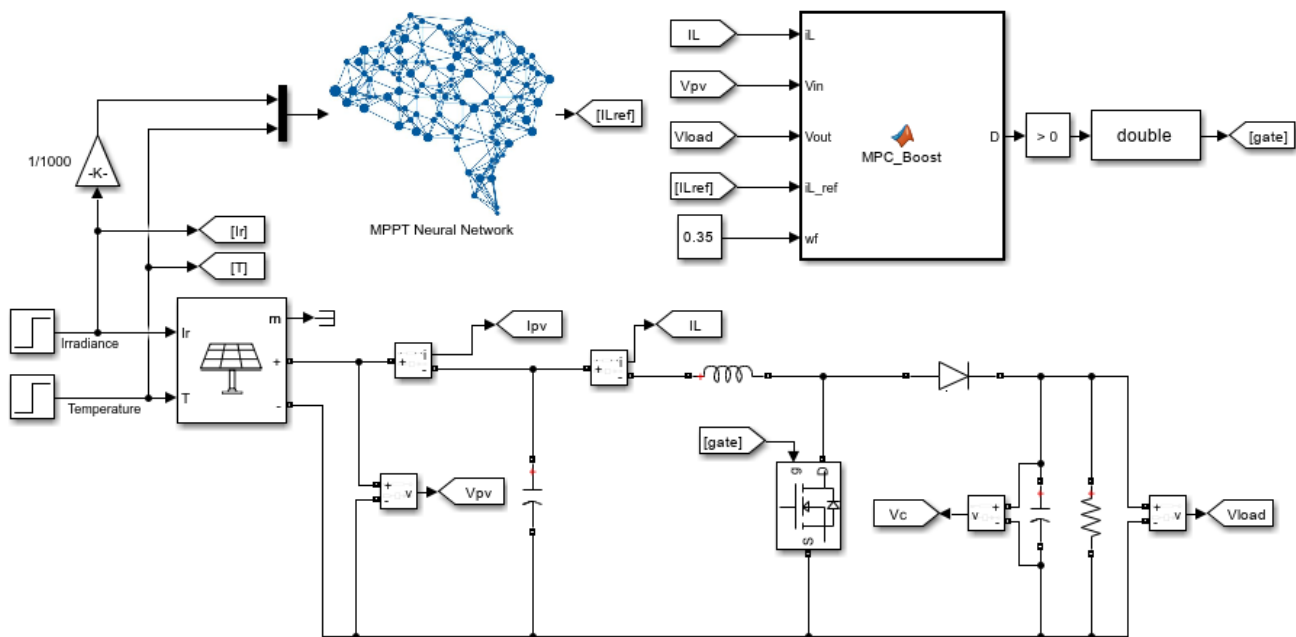 IL
iL
Vpv
Vin
Vload
Vout
[ILref]
iL_ref
0.35
wf
MPC_Boost
D
> 0
double
[gate]
[ILref]
1/1000
-K-
MPPT Neural Network
[Ir]
[T]
Irradiance
Temperature
Ir
T
m
+
-
Ipv
i
+
-
IL
i
+
-
+
-
v
Vpv
[gate]
g
D
S
Vc
v
+
-
+
-
v
Vload